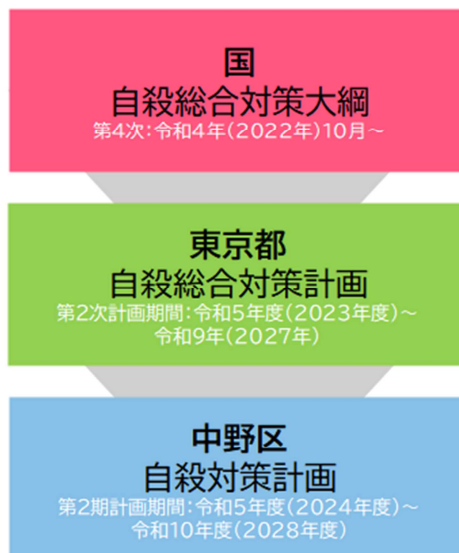 国
自殺総合対策大綱
第4次:令和4年(2022年)10月～
東京都
自殺総合対策計画
第2次計画期間:令和5年度(2023年度)～
令和9年(2027年)
中野区
自殺対策計画
第2期計画期間:令和5年度(2024年度)～
令和10年度(2028年度)